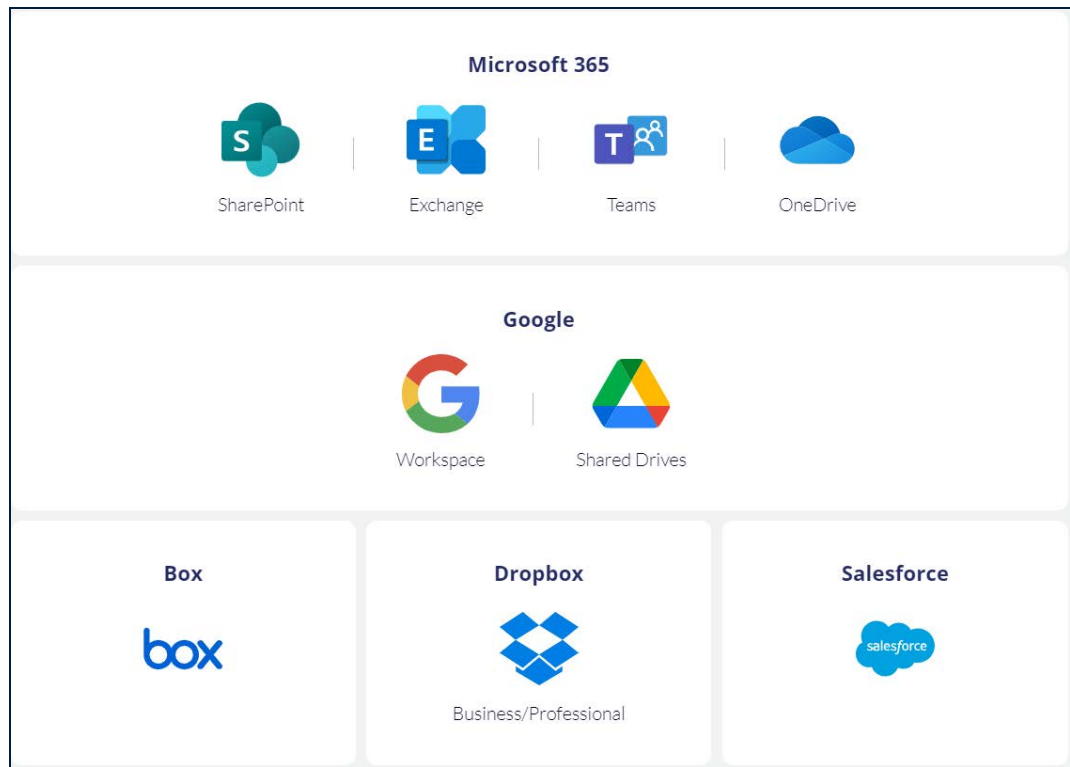 Microsoft 365
S
E
T
SharePoint
Exchange
Teams
OneDrive
Google
G
Workspace
Shared Drives
Box
Dropbox
Salesforce
box
salesforce
Business/Professional